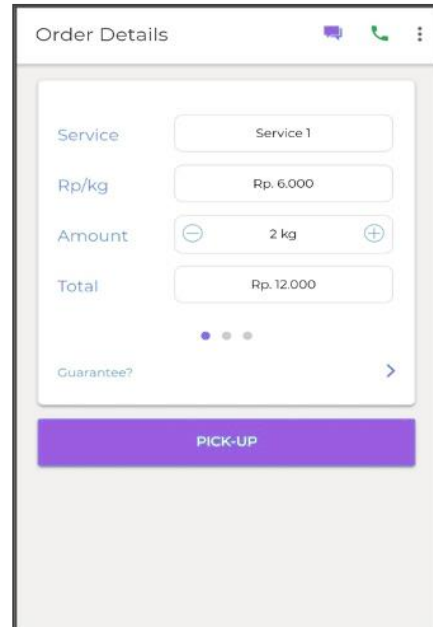 Order Details
Service Service 1
Rp/kg Rp. 6.000
Amount 2 kg
Total Rp. 12.000
Guarantee?
PICK-UP